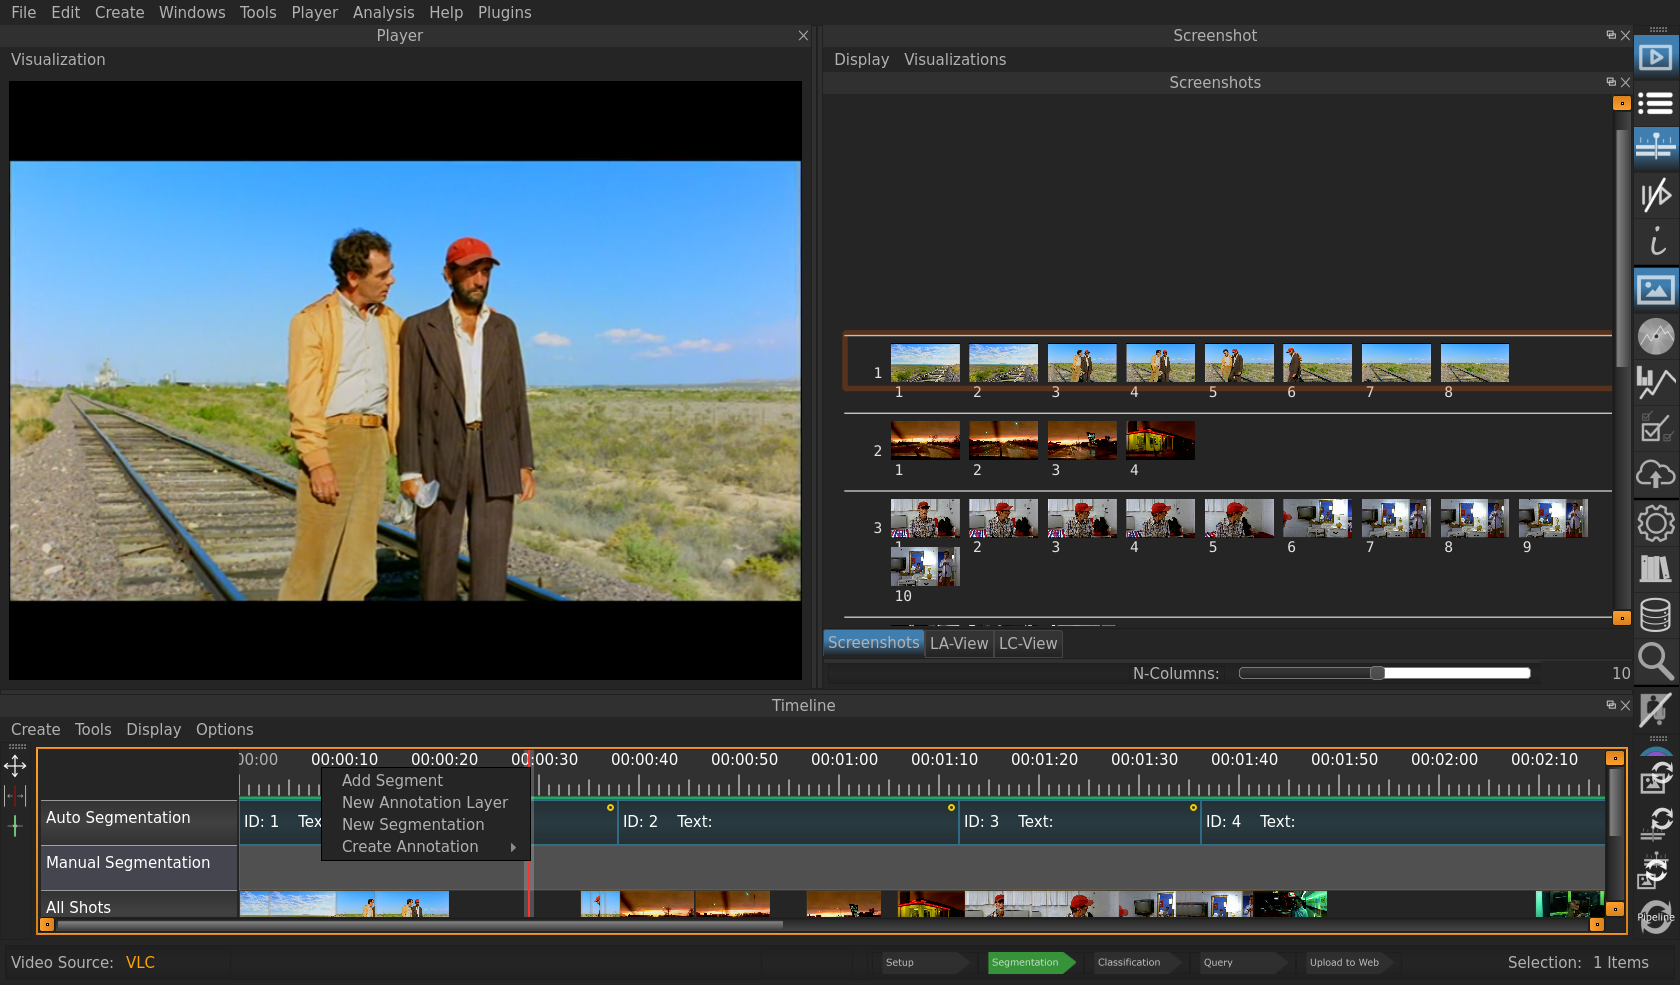 File Edit Create Windows Tools Player Analysis Help Plugins
Player
Visualization
Screenshot
Display Visualizations
Screenshots
1
1 2 3 4 5 6 7 8
2
1 2 3 4
3
1 2 3 4 5 6 7 8 9
10
Screenshots LA-View LC-View
N-Columns: 10
Timeline
Create Tools Display Options
00:00 00:00:10 00:00:20 00:00:30 00:00:40 00:00:50 00:01:00 00:01:10 00:01:20 00:01:30 00:01:40 00:01:50 00:02:00 00:02:10
Add Segment
New Annotation Layer
New Segmentation
Create Annotation
Auto Segmentation
ID: 1 Tex
ID: 2 Text:
ID: 3 Text:
ID: 4 Text:
Manual Segmentation
All Shots
Pipeline
Video Source: VLC
Setup Segmentation Classification Query Upload to Web
Selection: 1 Items